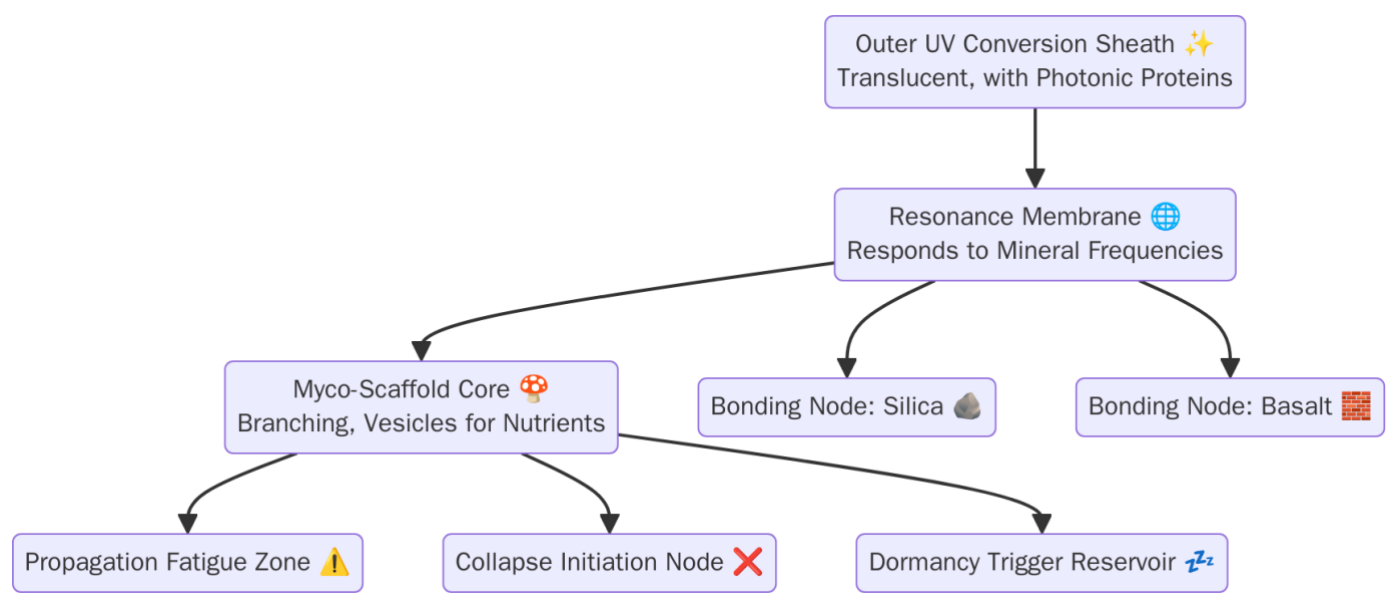 Outer UV Conversion Sheath ✨
Translucent, with Photonic Proteins
Resonance Membrane 🌐
Responds to Mineral Frequencies
Myco-Scaffold Core 🍄
Branching, Vesicles for Nutrients
Bonding Node: Silica 🪨
Bonding Node: Basalt 🧱
Propagation Fatigue Zone ⚠️
Collapse Initiation Node ❌
Dormancy Trigger Reservoir 💤